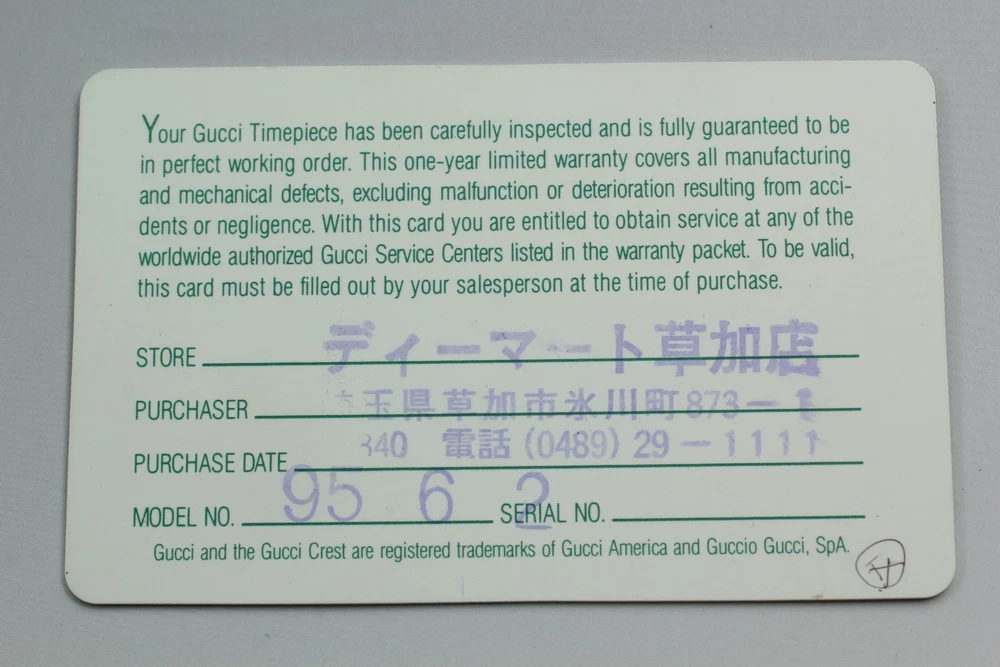 Your Gucci Timepiece has been carefully inspected and is fully guaranteed to be
in perfect working order. This one-year limited warranty covers all manufacturing
and mechanical defects, excluding malfunction or deterioration resulting from acci-
dents or negligence. With this card you are entitled to obtain service at any of the
worldwide authorized Gucci Service Centers listed in the warranty packet. To be valid,
this card must be filled out by your salesperson at the time of purchase.
STORE ディーマート草加店
PURCHASER 玉県草加市氷川町873-1
340 電話(0489)29-1111
PURCHASE DATE
95 6 2
MODEL NO. SERIAL NO.
Gucci and the Gucci Crest are registered trademarks of Gucci America and Guccio Gucci, SpA.